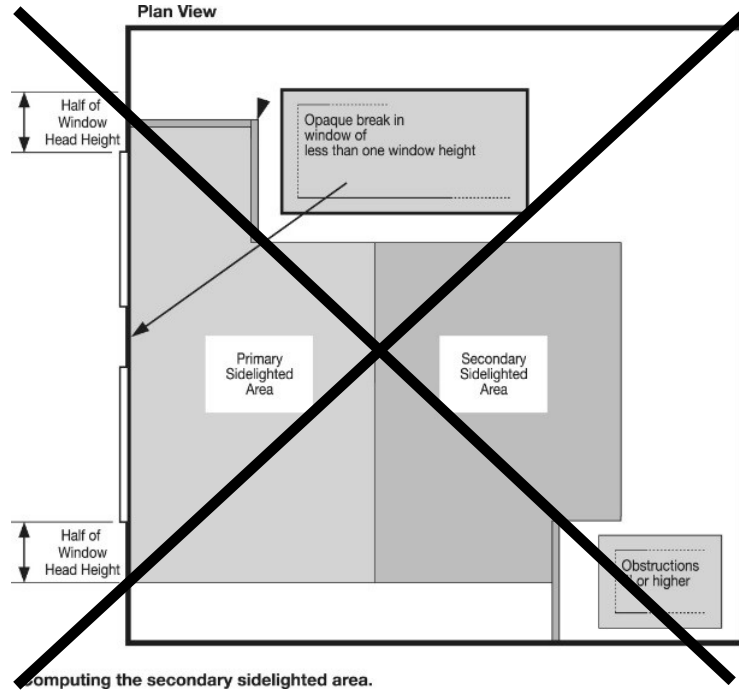 Plan View
Half of
Window
Head Height
Opaque break in
window of
less than one window height
Primary
Sidelighted
Area
Secondary
Sidelighted
Area
Half of
Window
Head Height
Obstructions
or higher
omputing the secondary sidelighted area.